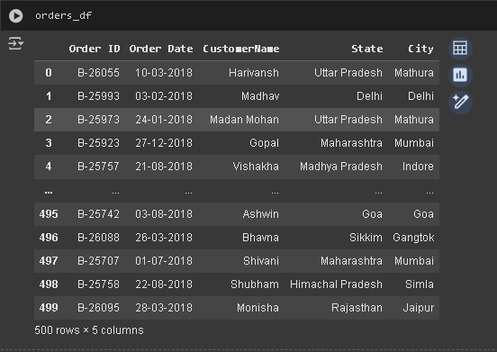 orders_df
Order ID Order Date CustomerName State City
0 B-26055 10-03-2018 Harivansh Uttar Pradesh Mathura
1 B-25993 03-02-2018 Madhav Delhi Delhi
2 B-25973 24-01-2018 Madan Mohan Uttar Pradesh Mathura
3 B-25923 27-12-2018 Gopal Maharashtra Mumbai
4 B-25757 21-08-2018 Vishakha Madhya Pradesh Indore
... ... ... ... ... ...
495 B-25742 03-08-2018 Ashwin Goa Goa
496 B-26088 26-03-2018 Bhavna Sikkim Gangtok
497 B-25707 01-07-2018 Shivani Maharashtra Mumbai
498 B-25758 22-08-2018 Shubham Himachal Pradesh Simla
499 B-26095 28-03-2018 Monisha Rajasthan Jaipur
500 rows × 5 columns